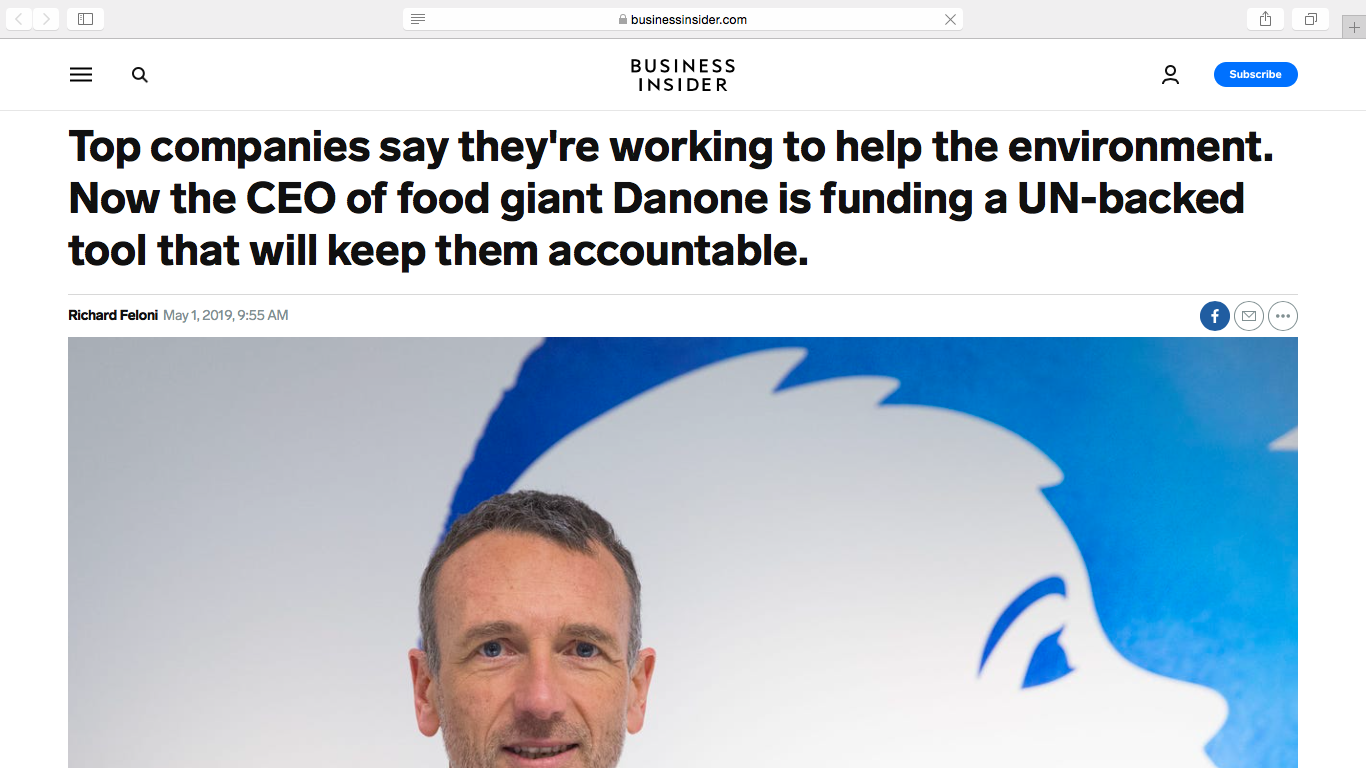 businessinsider.com
BUSINESS
INSIDER
Subscribe
Top companies say they're working to help the environment.
Now the CEO of food giant Danone is funding a UN-backed
tool that will keep them accountable.
Richard Feloni May 1, 2019, 9:55 AM